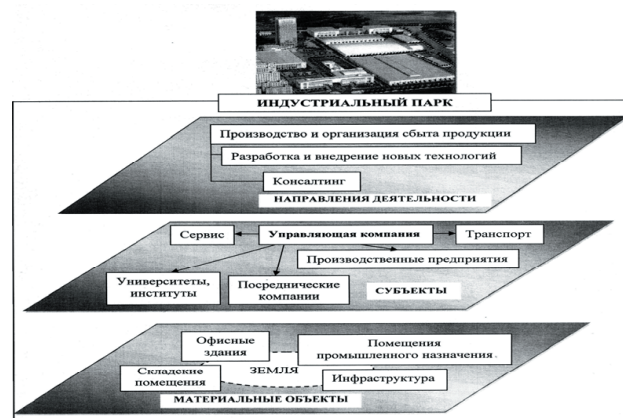 ИНДУСТРИАЛЬНЫЙ ПАРК
Производство и организация сбыта продукции
Разработка и внедрение новых технологий
Консалтинг
НАПРАВЛЕНИЯ ДЕЯТЕЛЬНОСТИ
Сервис
Управляющая компания
Транспорт
Производственные предприятия
Университеты,
институты
Посреднические
компании
СУБЪЕКТЫ
Офисные
здания
Помещения
промышленного назначения
Складские
помещения
ЗЕМЛЯ
Инфраструктура
МАТЕРИАЛЬНЫЕ ОБЪЕКТЫ